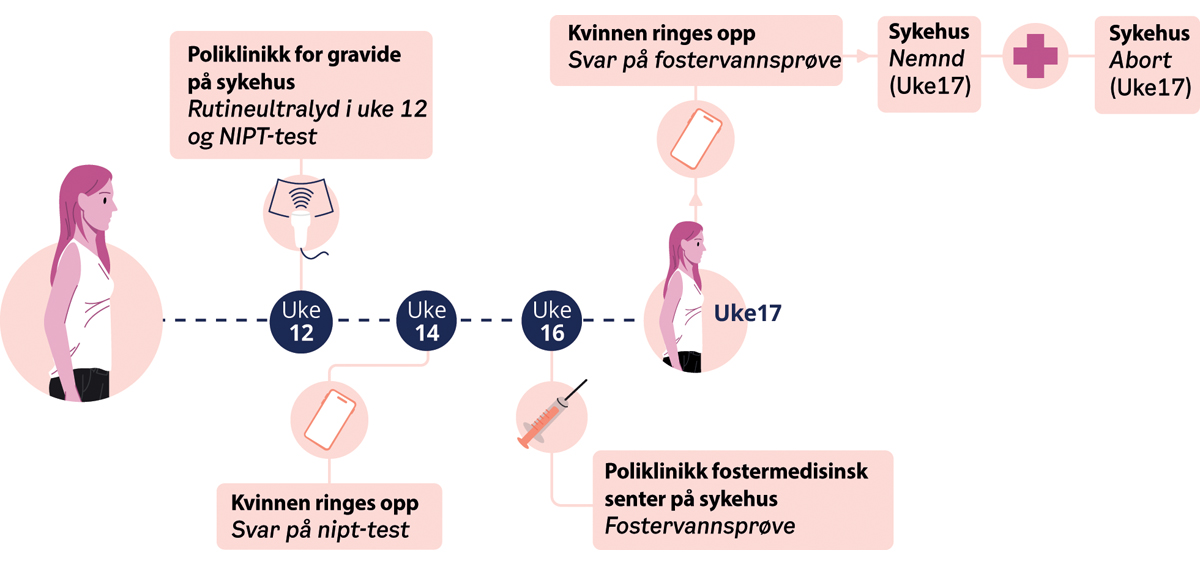 Poliklinikk for gravide
på sykehus
Rutineultralyd i uke 12
og NIPT-test
Kvinnen ringes opp
Svar på fostervannsprøve
Sykehus
Nemnd
(Uke17)
Sykehus
Abort
(Uke17)
Uke
12
Uke
14
Uke
16
Uke17
Kvinnen ringes opp
Svar på nipt-test
Poliklinikk fostermedisinsk
senter på sykehus
Fostervannsprøve